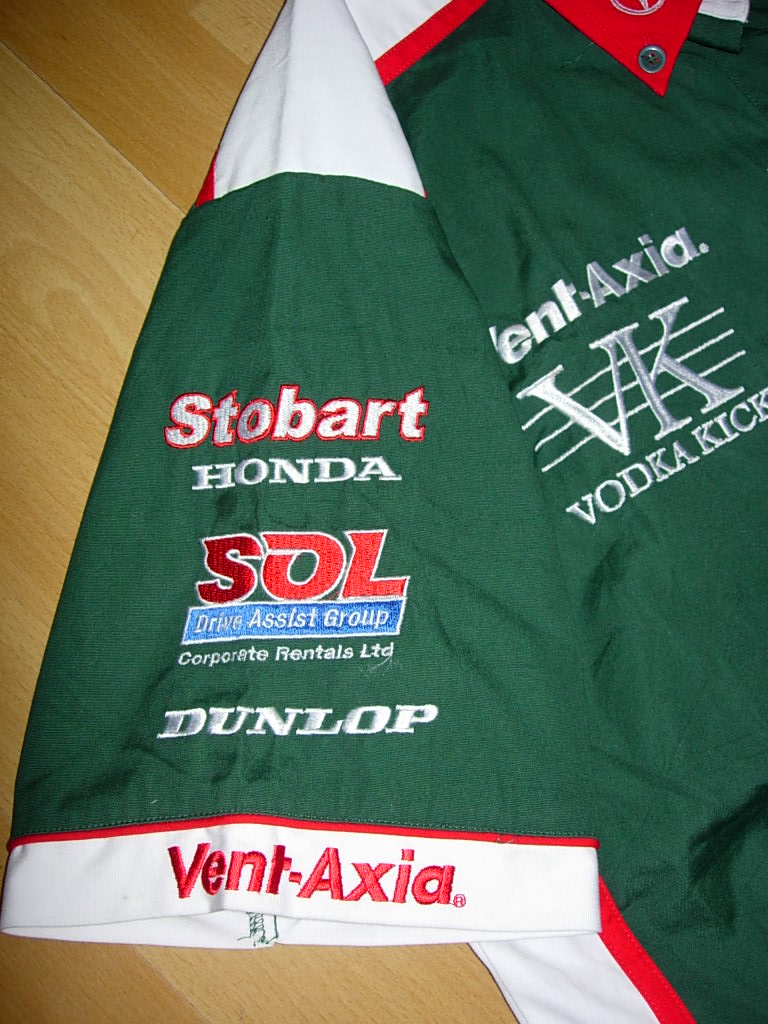 Vent-Axia®
VK
VODKA KICK
Stobart
HONDA
SOL
Drive Assist Group
Corporate Rentals Ltd
DUNLOP
Vent-Axia®